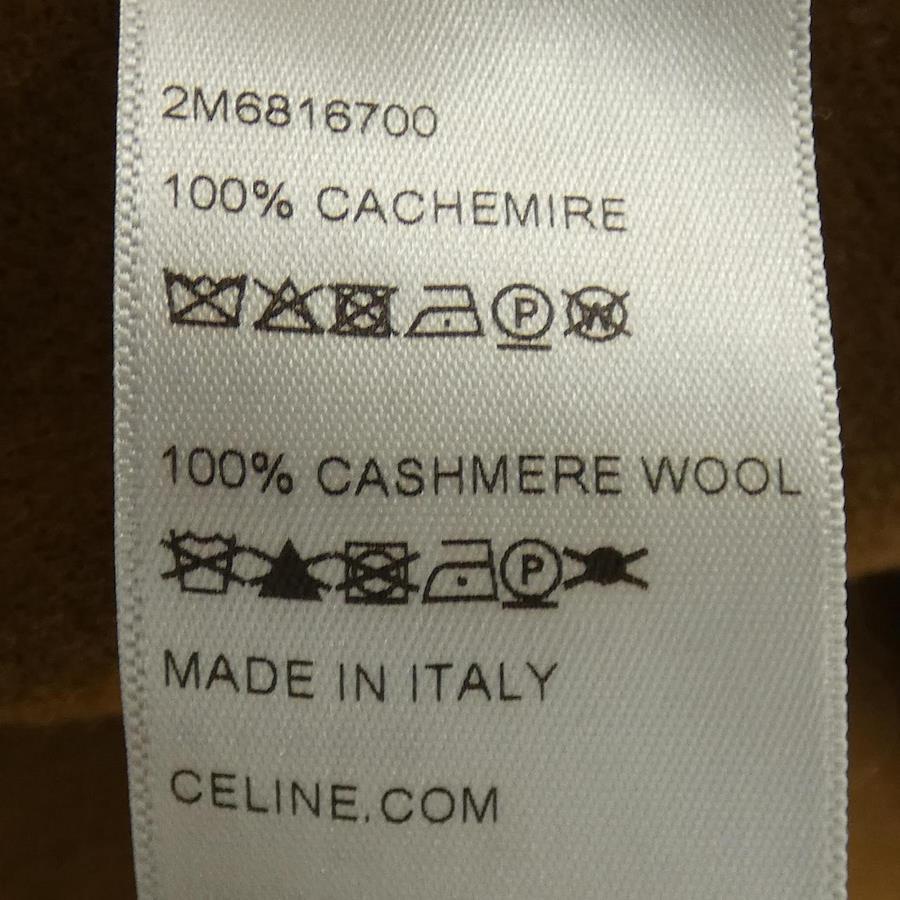 2M6816700
100% CACHEMIRE
P W
100% CASHMERE WOOL
P
MADE IN ITALY
CELINE.COM